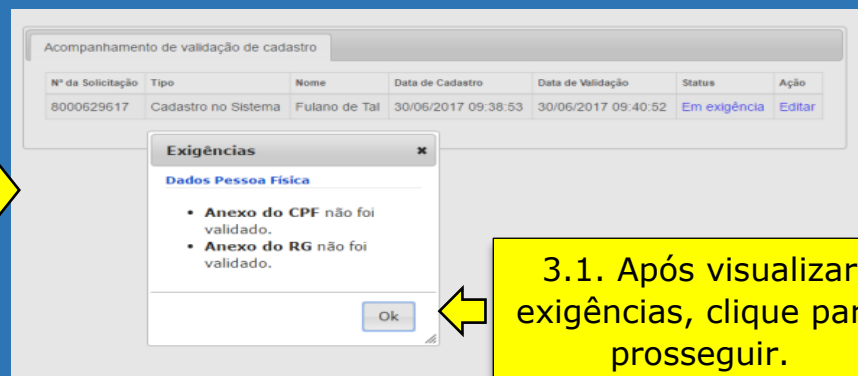 Acompanhamento de validação de cadastro
Nº da Solicitação Tipo Nome Data de Cadastro Data de Validação Status Ação
8000629617 Cadastro no Sistema Fulano de Tal 30/06/2017 09:38:53 30/06/2017 09:40:52 Em exigência Editar
Exigências
Dados Pessoa Física
• Anexo do CPF não foi
validado.
• Anexo do RG não foi
validado.
Ok
3.1. Após visualizar
exigências, clique par
prosseguir.